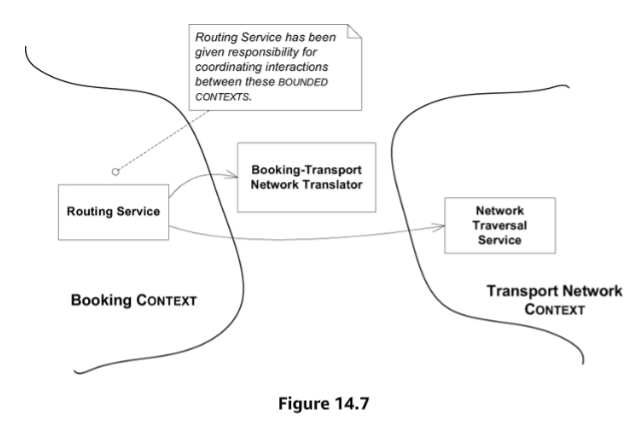 Routing Service has been
given responsibility for
coordinating interactions
between these BOUNDED
CONTEXTS.
Booking-Transport
Network Translator
Routing Service
Network
Traversal
Service
Booking CONTEXT
Transport Network
CONTEXT
Figure 14.7